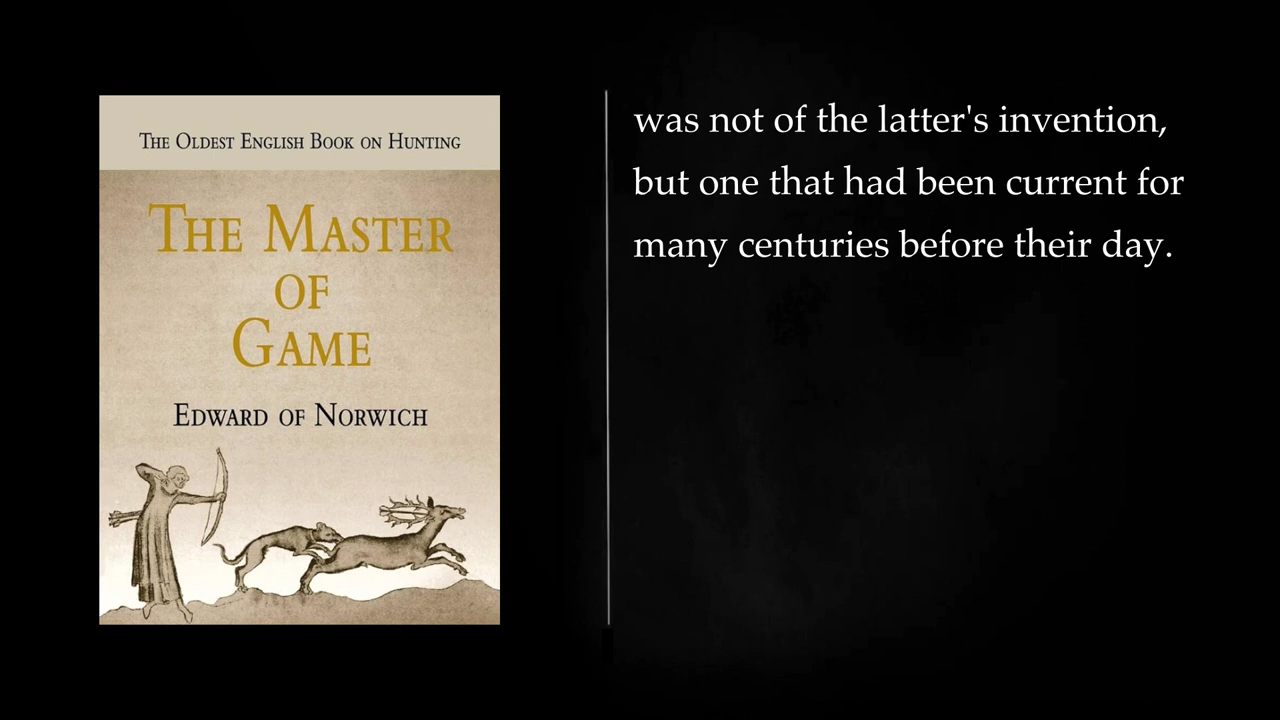 The Oldest English Book on Hunting
The Master
of
Game
Edward of Norwich
was not of the latter's invention,
but one that had been current for
many centuries before their day.